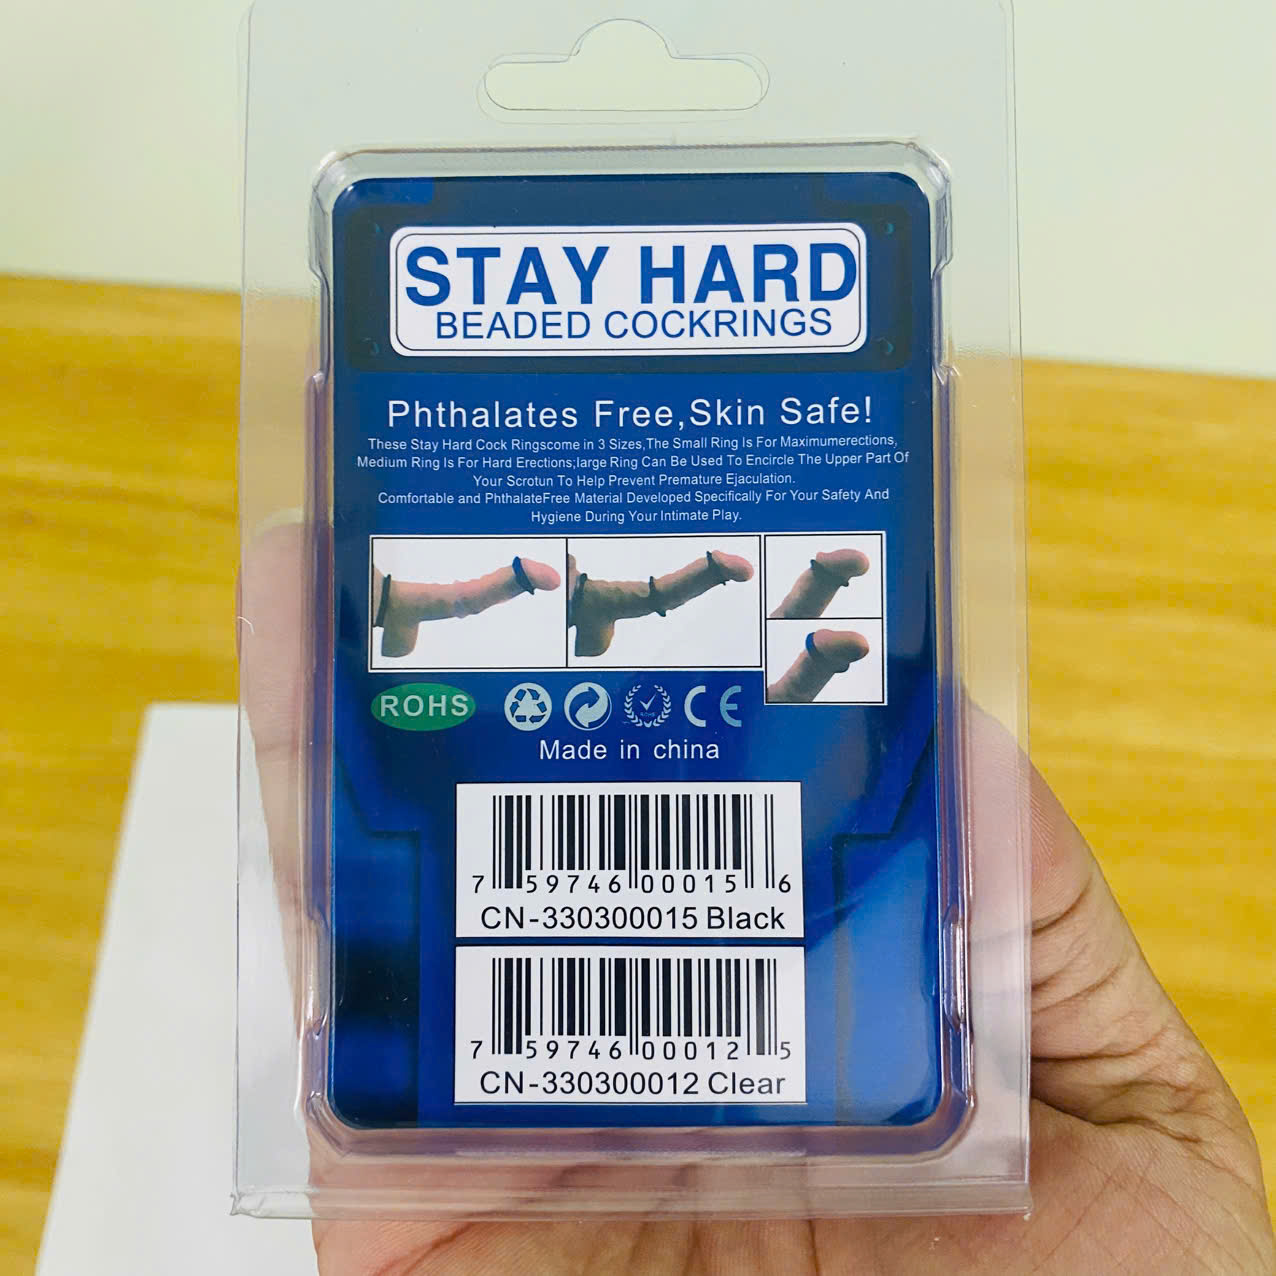 STAY HARD
BEADED COCKRINGS
Phthalates Free,Skin Safe!
These Stay Hard Cock Ringscome in 3 Sizes,The Small Ring Is For Maximumerections,
Medium Ring Is For Hard Erections;large Ring Can Be Used To Encircle The Upper Part Of
Your Scrotun To Help Prevent Premature Ejaculation.
Comfortable and PhthalateFree Material Developed Specifically For Your Safety And
Hygiene During Your Intimate Play.
ROHS
CE
Made in china
7 59746 00015 6
CN-330300015 Black
7 59746 00012 5
CN-330300012 Clear